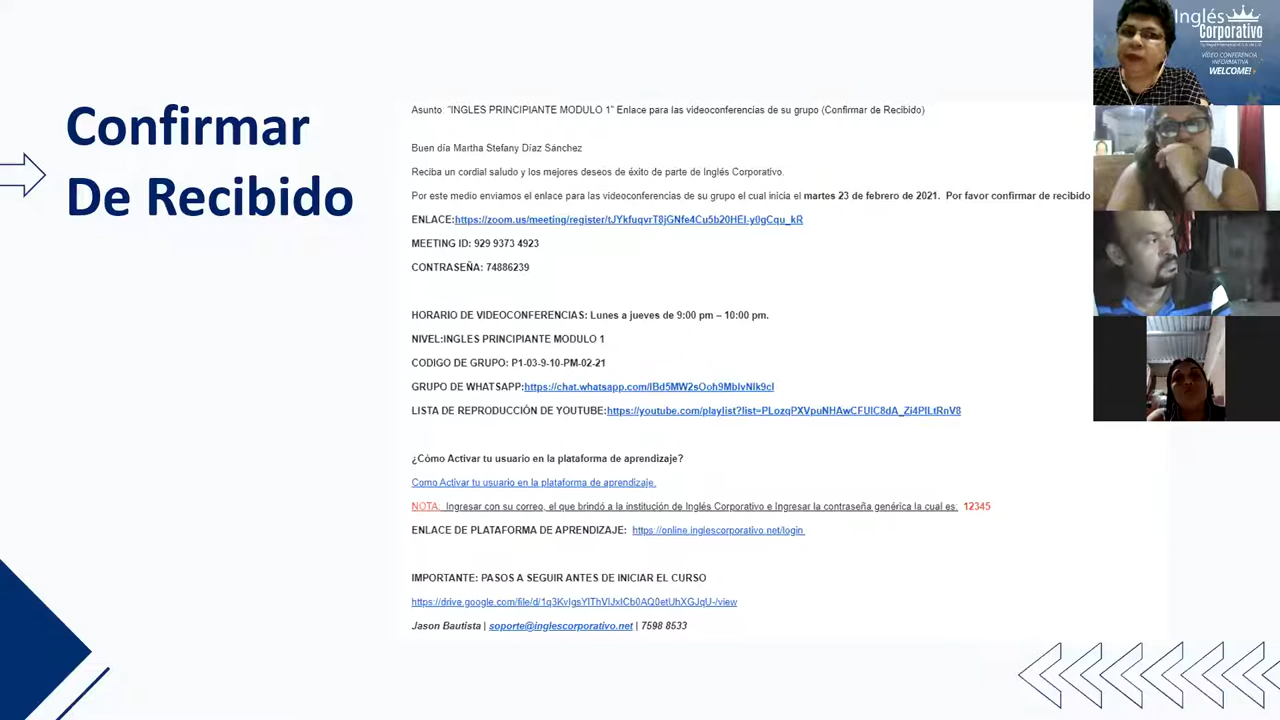 Confirmar
De Recibido
Asunto: "INGLES PRINCIPIANTE MODULO 1" Enlace para las videoconferencias de su grupo (Confirmar de Recibido)
Buen día Martha Stefany Díaz Sánchez
Reciba un cordial saludo y los mejores deseos de éxito de parte de Inglés Corporativo.
Por este medio enviamos el enlace para las videoconferencias de su grupo el cual inicia el martes 23 de febrero de 2021. Por favor confirmar de recibido
ENLACE:https://zoom.us/meeting/register/tJYkfuqvrT8jGNfe4Cu5b20HEI-y0gCqu_kR
MEETING ID: 929 9373 4923
CONTRASEÑA: 74886239
HORARIO DE VIDEOCONFERENCIAS: Lunes a jueves de 9:00 pm – 10:00 pm.
NIVEL:INGLES PRINCIPIANTE MODULO 1
CODIGO DE GRUPO: P1-03-9-10-PM-02-21
GRUPO DE WHATSAPP:https://chat.whatsapp.com/IBd5MW2sOoh9MbIvNIk9cI
LISTA DE REPRODUCCIÓN DE YOUTUBE:https://youtube.com/playlist?list=PLozqPXVpuNHAwCFUIC8dA_Zi4PILtRnV8
¿Cómo Activar tu usuario en la plataforma de aprendizaje?
Como Activar tu usuario en la plataforma de aprendizaje.
NOTA: Ingresar con su correo, el que brindó a la institución de Inglés Corporativo e Ingresar la contraseña genérica la cual es: 12345
ENLACE DE PLATAFORMA DE APRENDIZAJE: https://online.inglescorporativo.net/login
IMPORTANTE: PASOS A SEGUIR ANTES DE INICIAR EL CURSO
https://drive.google.com/file/d/1q3KvIgsYIThVIJxICb0AQ0etUhXGJqU-/view
Jason Bautista | soporte@inglescorporativo.net | 7598 8533
Inglés
Corporativo
VÍDEO CONFERENCIA
INFORMATIVA
WELCOME!